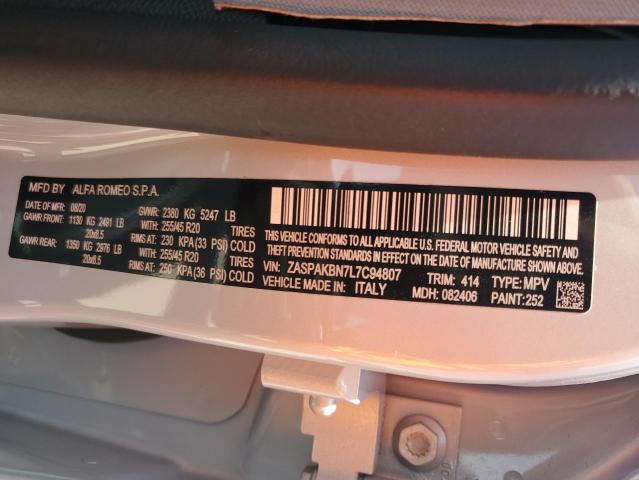 MFD BY ALFA ROMEO S.P.A.
DATE OF MFR: 08/20 GVWR: 2380 KG 5247 LB
GAWR FRONT: 1130 KG 2491 LB WITH 255/45 R20 TIRES
20x8.5 RIMS AT 230 KPA(33 PSI) COLD
GAWR REAR: 1350 KG 2976 LB WITH 255/45 R20 TIRES
20x8.5 RIMS AT 250 KPA(36 PSI) COLD
THIS VEHICLE CONFORMS TO ALL APPLICABLE U.S. FEDERAL MOTOR VEHICLE SAFETY AND
THEFT PREVENTION STANDARDS IN EFFECT ON THE DATE OF MANUFACTURE SHOWN ABOVE.
VIN: ZASPAKBN7L7C94807 TRIM: 414 TYPE: MPV
VEHICLE MADE IN: ITALY MDH: 082406 PAINT: 252